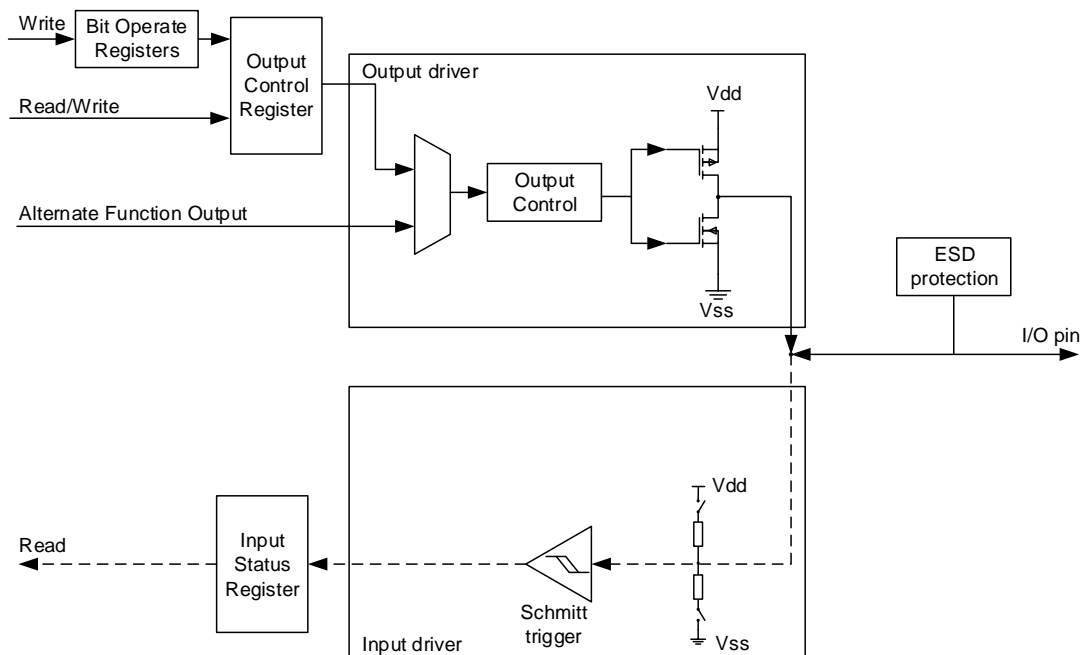 Write
Bit Operate
Registers
Output
Control
Register
Read/Write
Alternate Function Output
Output driver
Vdd
Output
Control
Vss
ESD
protection
I/O pin
Vdd
Read
Input
Status
Register
Schmitt
trigger
Vss
Input driver